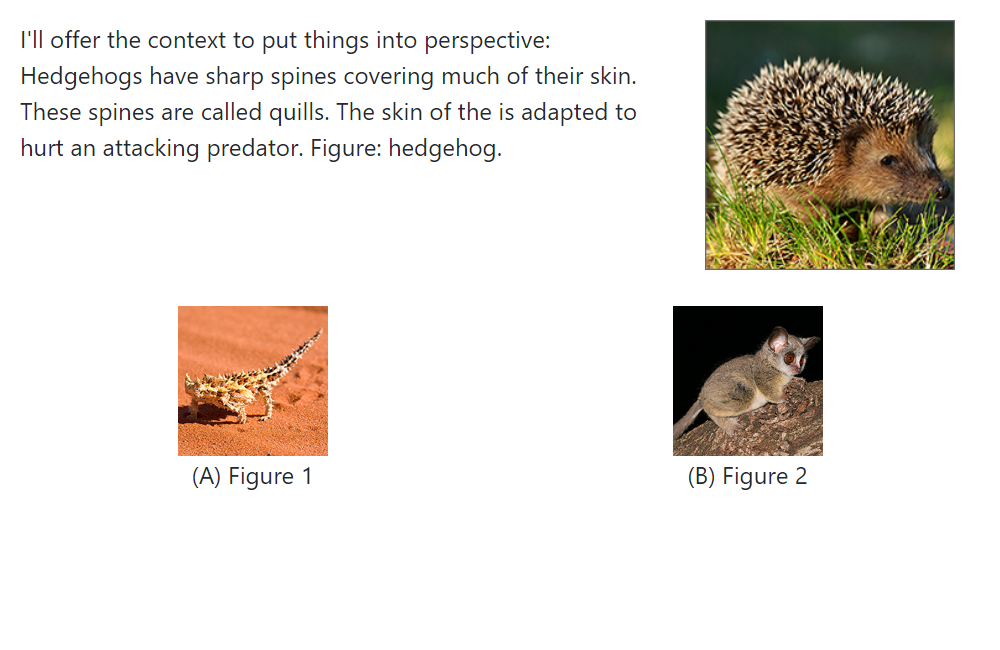 I'll offer the context to put things into perspective:
Hedgehogs have sharp spines covering much of their skin.
These spines are called quills. The skin of the is adapted to
hurt an attacking predator. Figure: hedgehog.
(A) Figure 1
(B) Figure 2